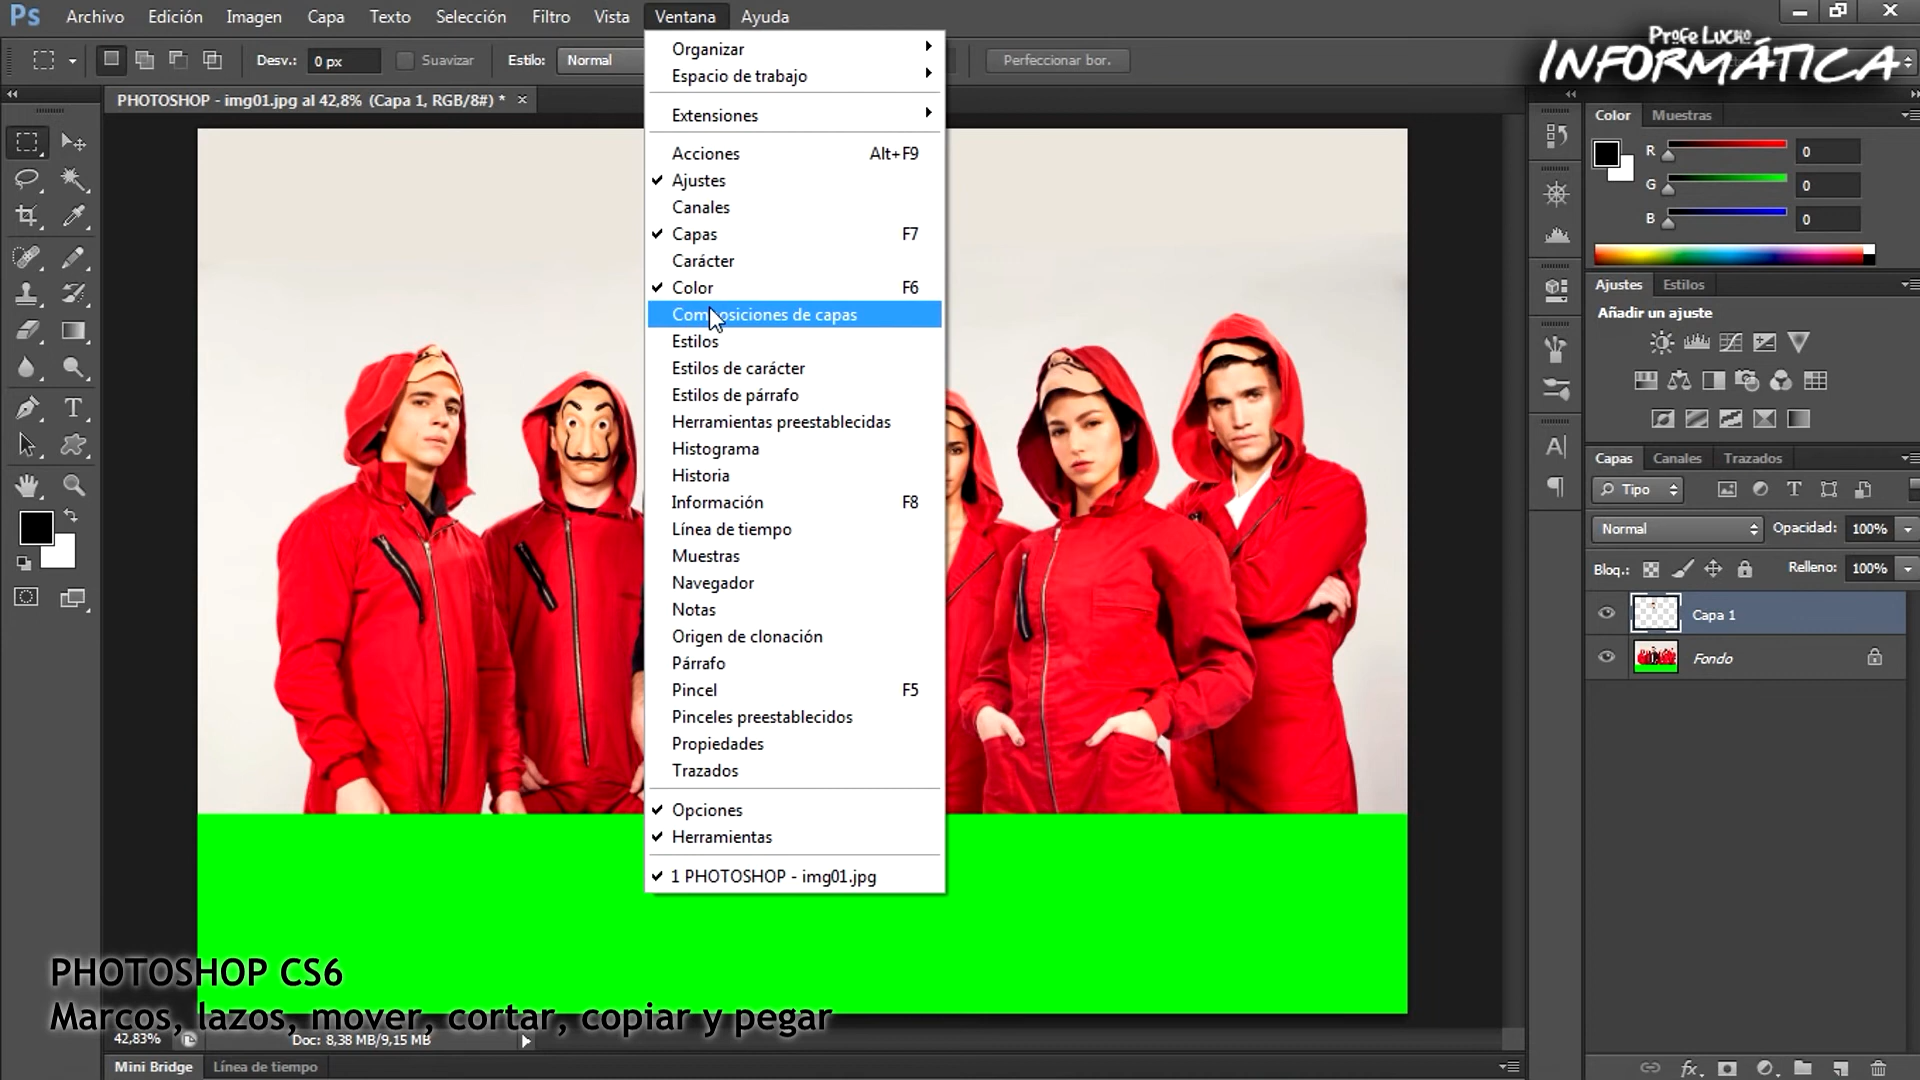 Ps Archivo Edición Imagen Capa Texto Selección Filtro Vista Ventana Ayuda
Profe Lucho
INFORMÁTICA
Desv.: 0 px Suavizar Estilo: Normal Perfeccionar bor.
PHOTOSHOP - img01.jpg al 42,8% (Capa 1, RGB/8#) *
Organizar
Espacio de trabajo
Extensiones
Acciones Alt+F9
Ajustes
Canales
Capas F7
Carácter
Color F6
Composiciones de capas
Estilos
Estilos de carácter
Estilos de párrafo
Herramientas preestablecidas
Histograma
Historia
Información F8
Línea de tiempo
Muestras
Navegador
Notas
Origen de clonación
Párrafo
Pincel F5
Pinceles preestablecidos
Propiedades
Trazados
Opciones
Herramientas
1 PHOTOSHOP - img01.jpg
Color Muestras
R 0
G 0
B 0
Ajustes Estilos
Añadir un ajuste
Capas Canales Trazados
Tipo
Normal Opacidad: 100%
Bloq.: Relleno: 100%
Capa 1
Fondo
PHOTOSHOP CS6
Marcos, lazos, mover, cortar, copiar y pegar
42,83% Doc: 8,38 MB/9,15 MB
Mini Bridge Línea de tiempo